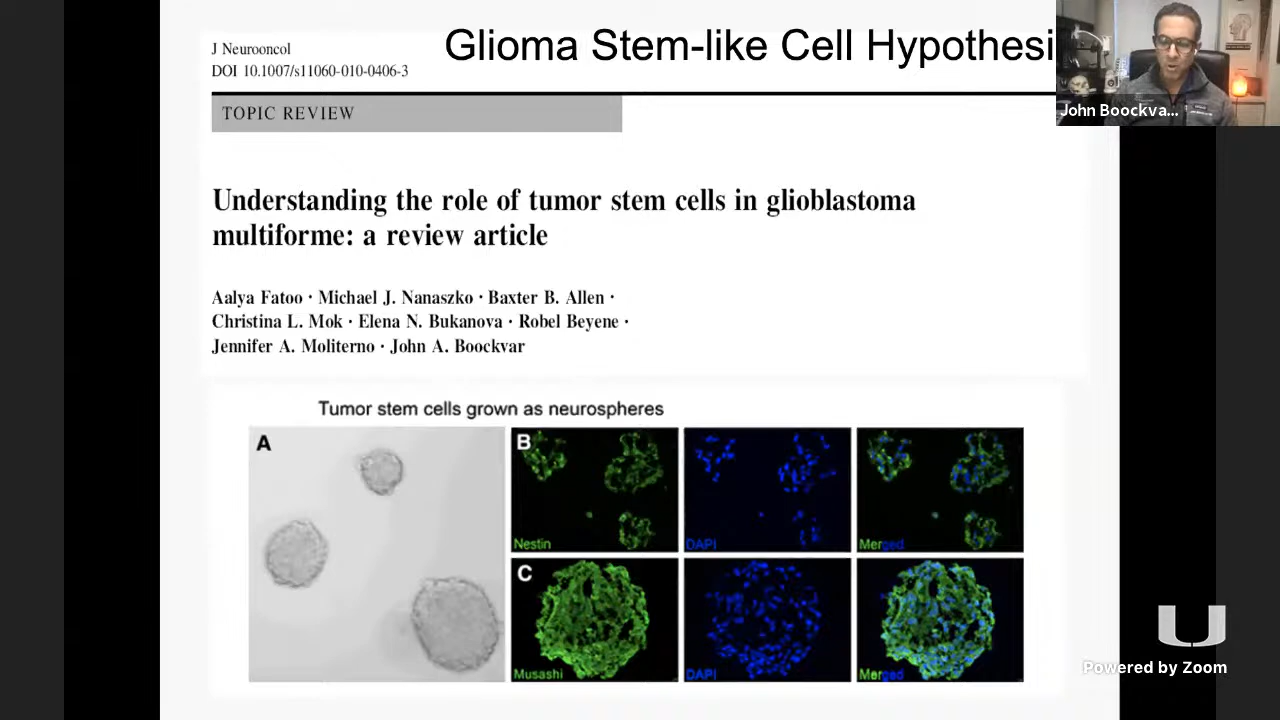 Glioma Stem-like Cell Hypothesi
J Neurooncol
DOI 10.1007/s11060-010-0406-3
TOPIC REVIEW
John Boockva...
Understanding the role of tumor stem cells in glioblastoma
multiforme: a review article
Aalya Fatoo · Michael J. Nanaszko · Baxter B. Allen ·
Christina L. Mok · Elena N. Bukanova · Robel Beyene ·
Jennifer A. Moliterno · John A. Boockvar
Tumor stem cells grown as neurospheres
A
B
Nestin
DAPI
Merged
C
Musashi
DAPI
Merged
U
Powered by Zoom